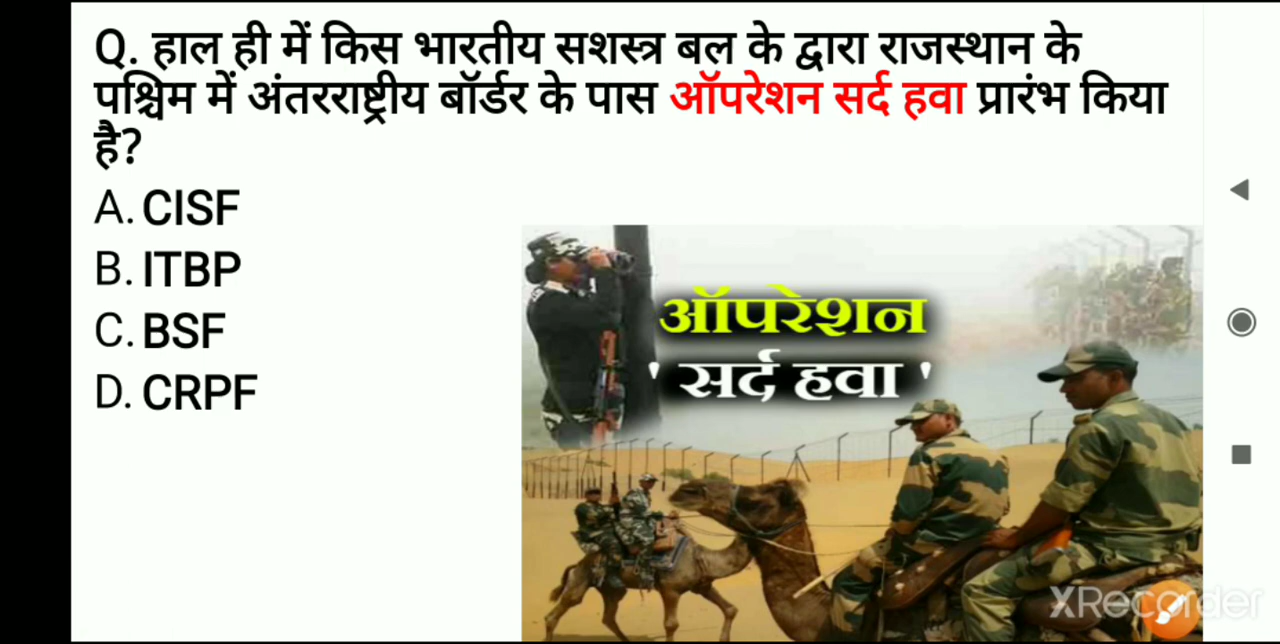 Q. हाल ही में किस भारतीय सशस्त्र बल के द्वारा राजस्थान के
पश्चिम में अंतरराष्ट्रीय बॉर्डर के पास ऑपरेशन सर्द हवा प्रारंभ किया
है?
A. CISF
B. ITBP
C. BSF
D. CRPF
ऑपरेशन
' सर्द हवा '
XRecorder